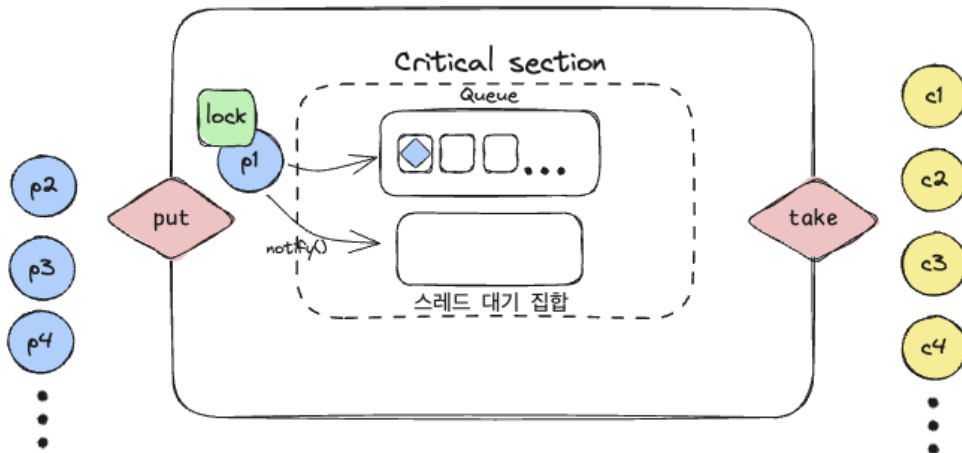 Critical section
Queue
lock
p1
p2
p3
p4
put
notify()
스레드 대기 집합
take
c1
c2
c3
c4